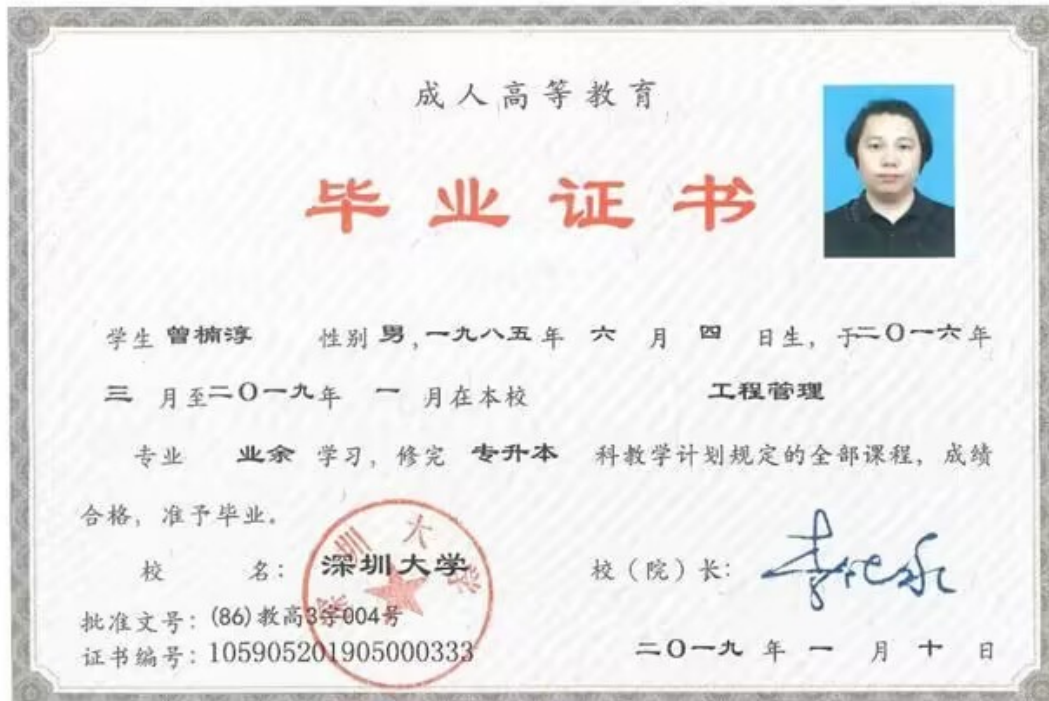 成人高等教育
毕业证书
学生 曾楠淳 性别 男，一九八五年 六 月 四 日生，于二〇一六年
三 月至二〇一九年 一 月在本校 工程管理
专业 业余 学习，修完 专升本 科教学计划规定的全部课程，成绩
合格，准予毕业。
校 名：深圳大学 校（院）长：
深圳大学
批准文号：(86)教高3字004号
证书编号：105905201905000333 二〇一九 年 一 月 十 日